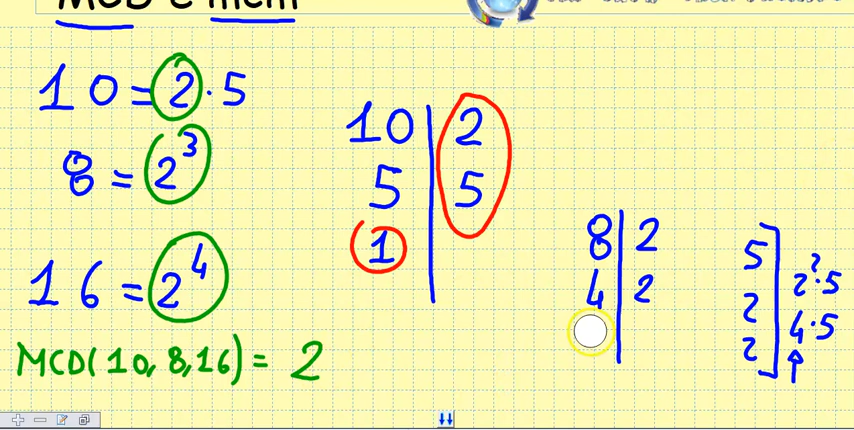 MCD e mcm
10 = 2 · 5
8 = 2³
16 = 2⁴
MCD(10, 8, 16) = 2
10 | 2
5 | 5
1 |
8 | 2
4 | 2
5
2
2
2² · 5
4 · 5